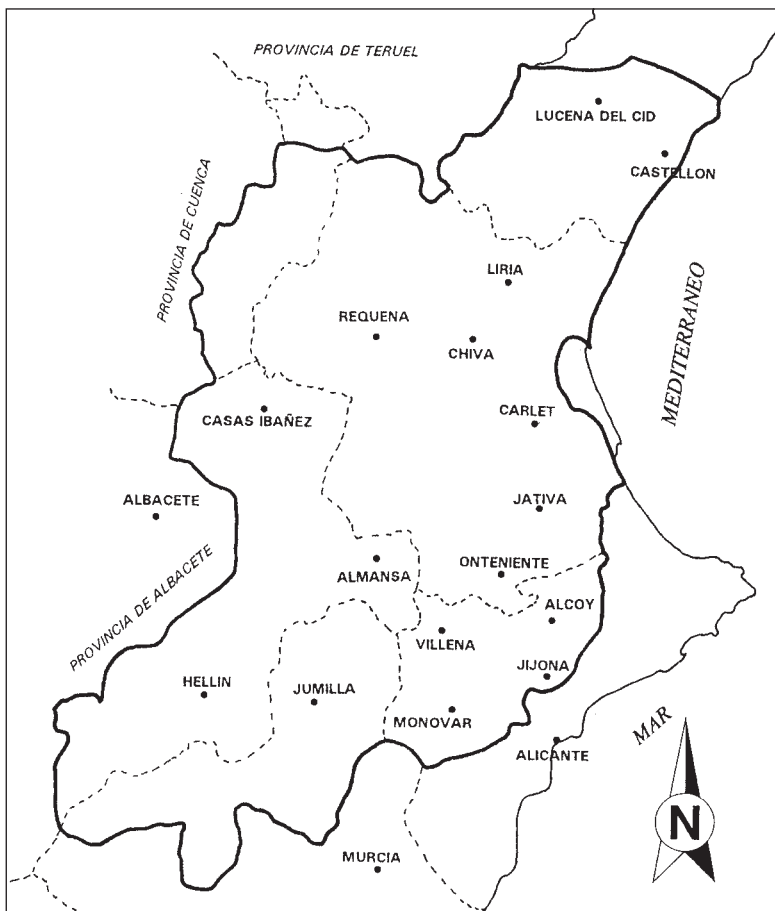 PROVINCIA DE TERUEL
LUCENA DEL CID
CASTELLON
PROVINCIA DE CUENCA
LIRIA
MEDITERRANEO
REQUENA
CHIVA
CASAS IBAÑEZ
CARLET
ALBACETE
JATIVA
ALMANSA
ONTENIENTE
PROVINCIA DE ALBACETE
ALCOY
VILLENA
HELLIN
JUMILLA
JIJONA
MONOVAR
MAR
ALICANTE
N
MURCIA